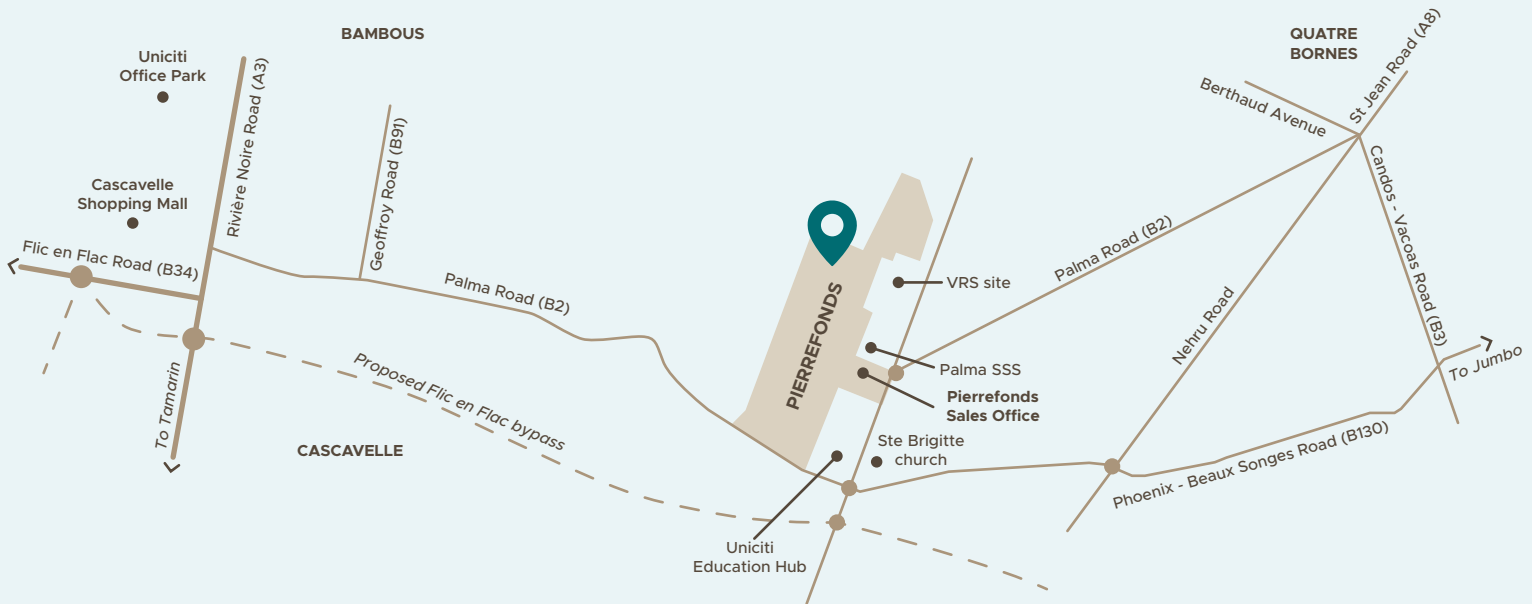 BAMBOUS
QUATRE
BORNES
Uniciti
Office Park
Rivière Noire Road (A3)
Geoffroy Road (B91)
Berthaud Avenue
St Jean Road (A8)
Candos - Vacoas Road (B3)
Cascavelle
Shopping Mall
Flic en Flac Road (B34)
Palma Road (B2)
Palma Road (B2)
PIERREFONDS
VRS site
Nehru Road
Palma SSS
Pierrefonds
Sales Office
To Jumbo
To Tamarin
Proposed Flic en Flac bypass
CASCAVELLE
Ste Brigitte
church
Phoenix - Beaux Songes Road (B130)
Uniciti
Education Hub